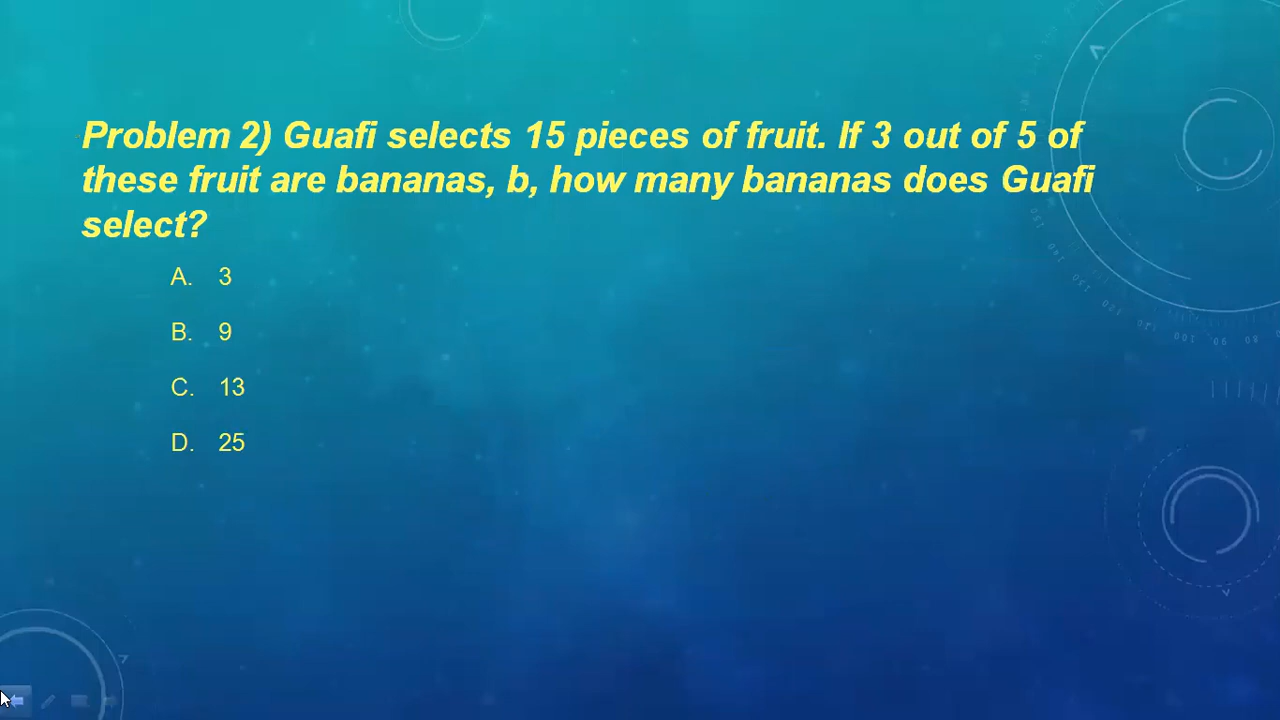 Problem 2) Guafi selects 15 pieces of fruit. If 3 out of 5 of
these fruit are bananas, b, how many bananas does Guafi
select?
A. 3
B. 9
C. 13
D. 25